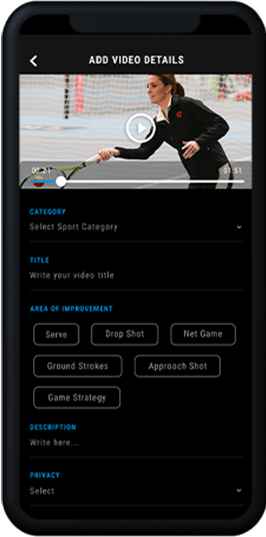 ADD VIDEO DETAILS
00:21 01:51
CATEGORY
Select Sport Category
TITLE
Write your video title
AREA OF IMPROVEMENT
Serve Drop Shot Net Game
Ground Strokes Approach Shot
Game Strategy
DESCRIPTION
Write here...
PRIVACY
Select